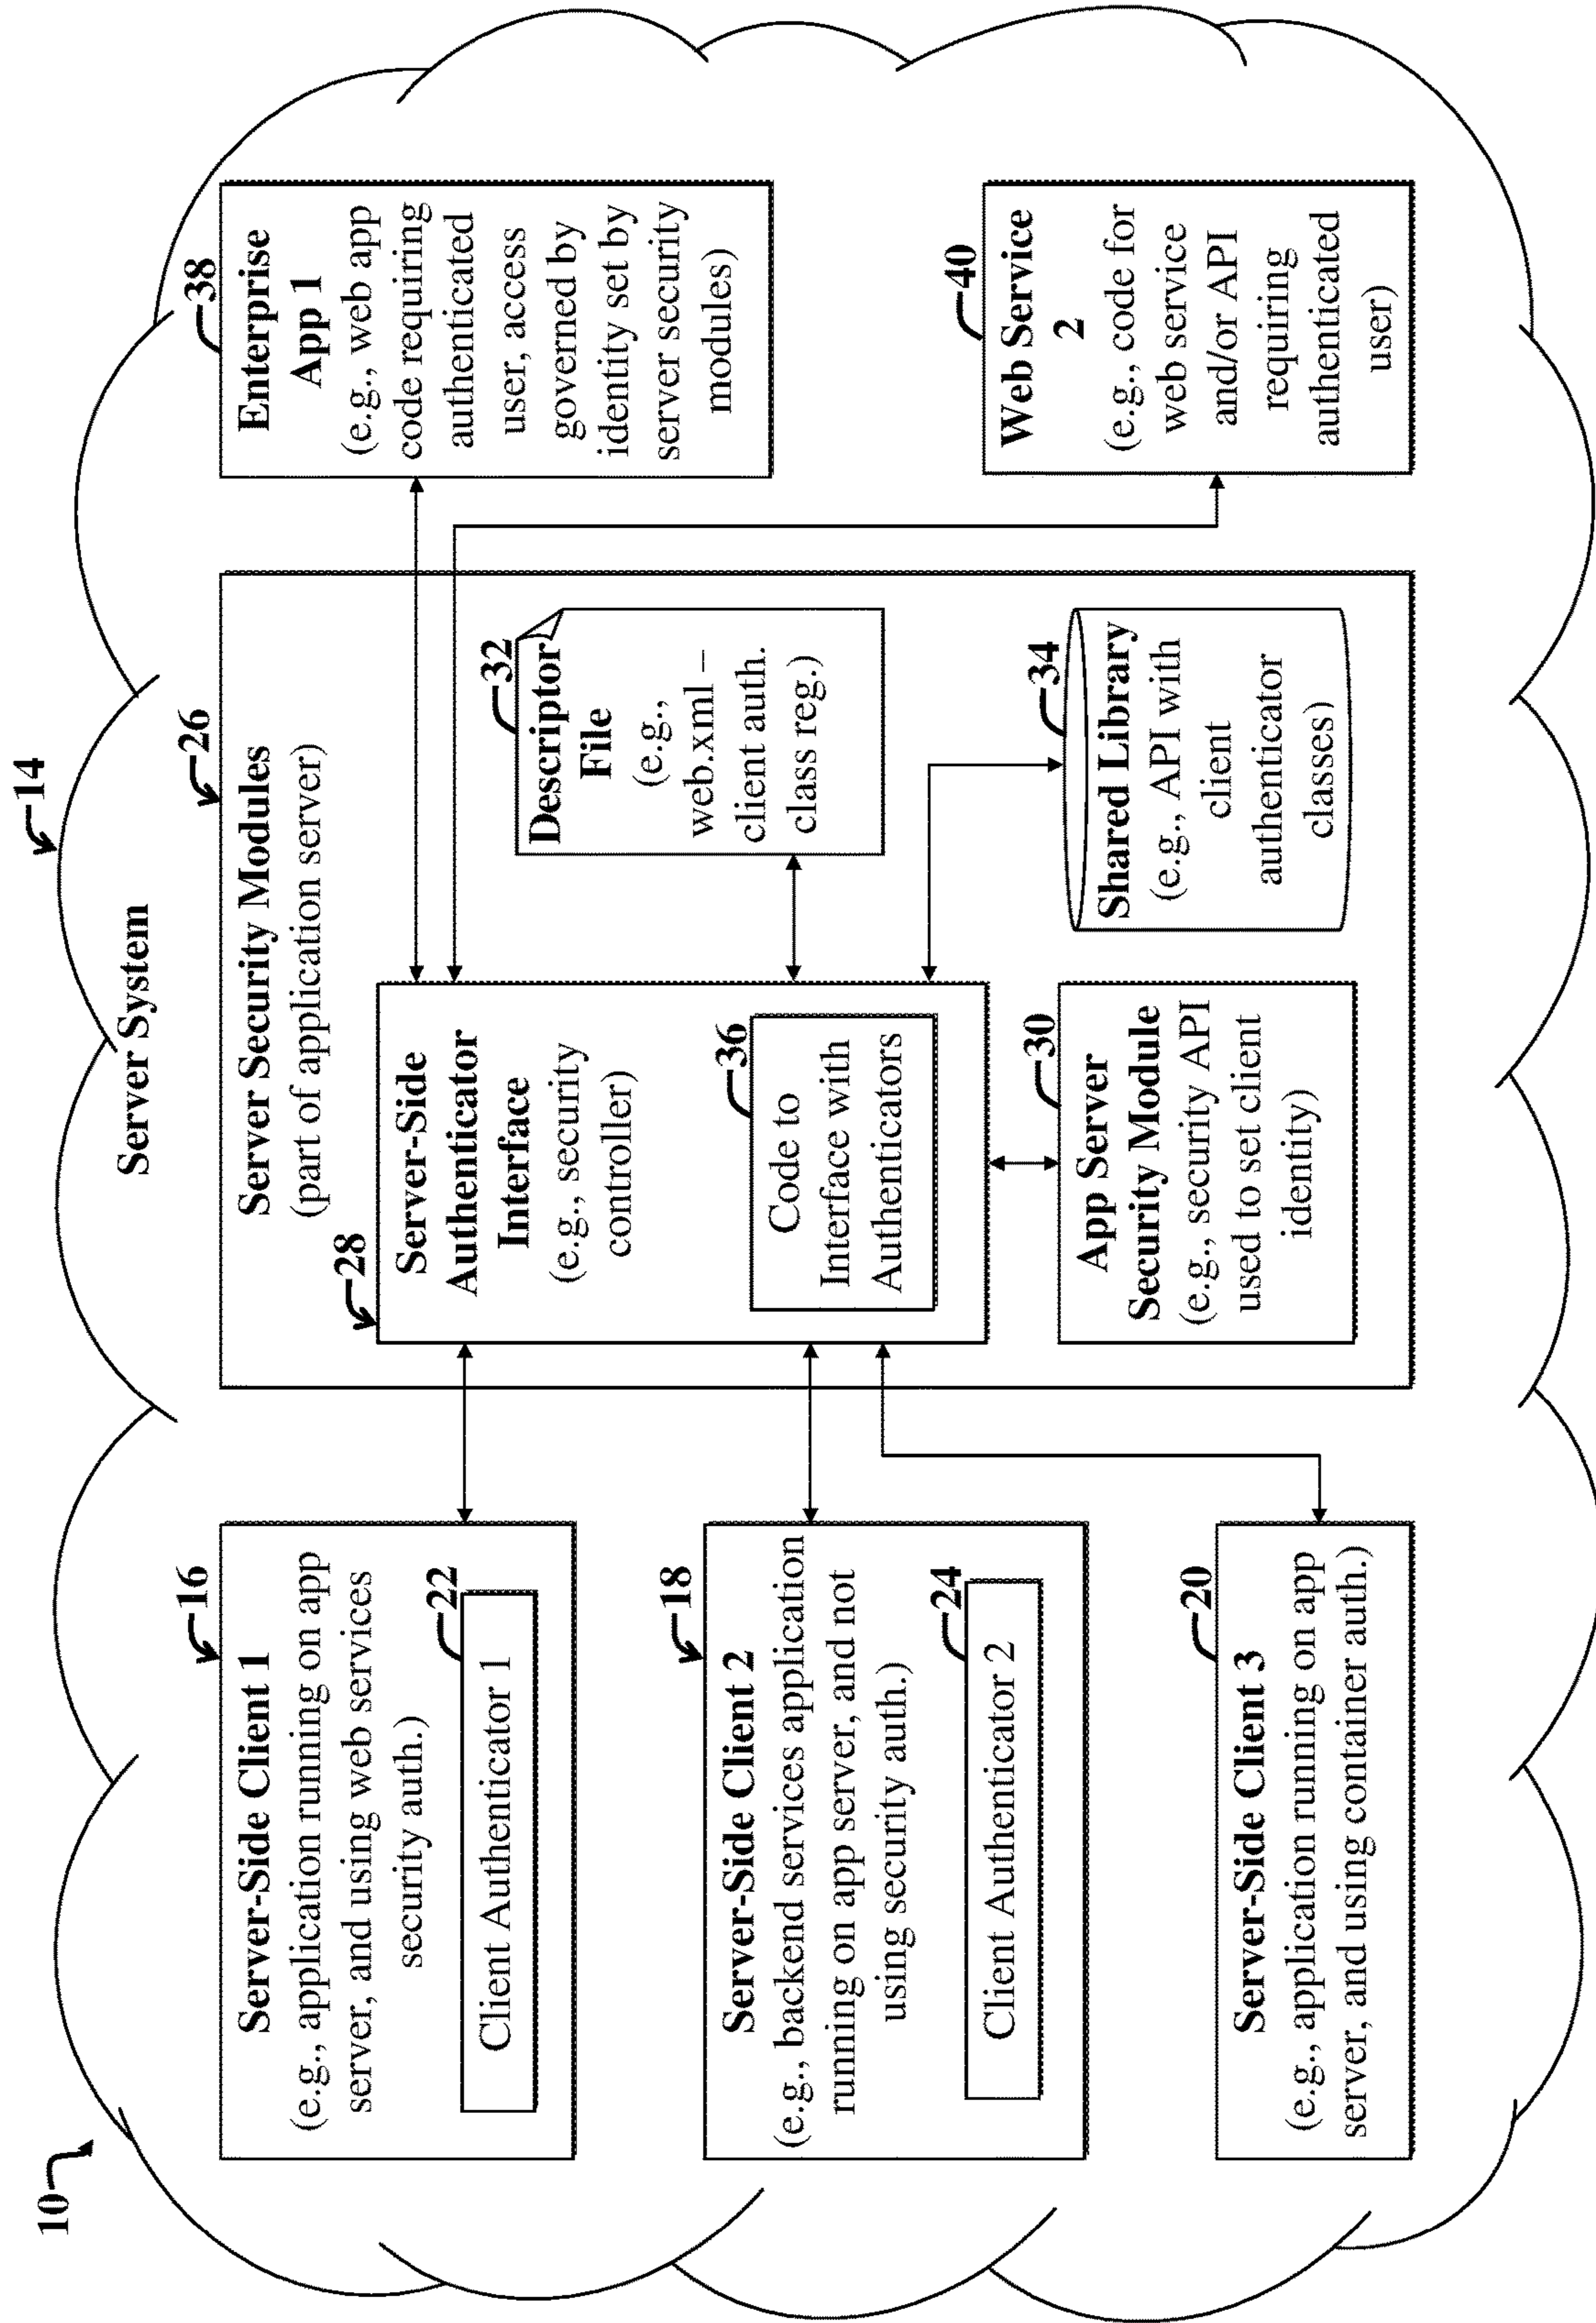 10
14
Server System
16
Server-Side Client 1
(e.g., application running on app
server, and using web services
security auth.)
22
Client Authenticator 1
18
Server-Side Client 2
(e.g., backend services application
running on app server, and not
using security auth.)
24
Client Authenticator 2
20
Server-Side Client 3
(e.g., application running on app
server, and using container auth.)
26
Server Security Modules
(part of application server)
28
Server-Side
Authenticator
Interface
(e.g., security
controller)
36
Code to
Interface with
Authenticators
30
App Server
Security Module
(e.g., security API
used to set client
identity)
32
Descriptor
File
(e.g.,
web.xml –
client auth.
class reg.)
34
Shared Library
(e.g., API with
client
authenticator
classes)
38
Enterprise
App 1
(e.g., web app
code requiring
authenticated
user, access
governed by
identity set by
server security
modules)
40
Web Service
2
(e.g., code for
web service
and/or API
requiring
authenticated
user)